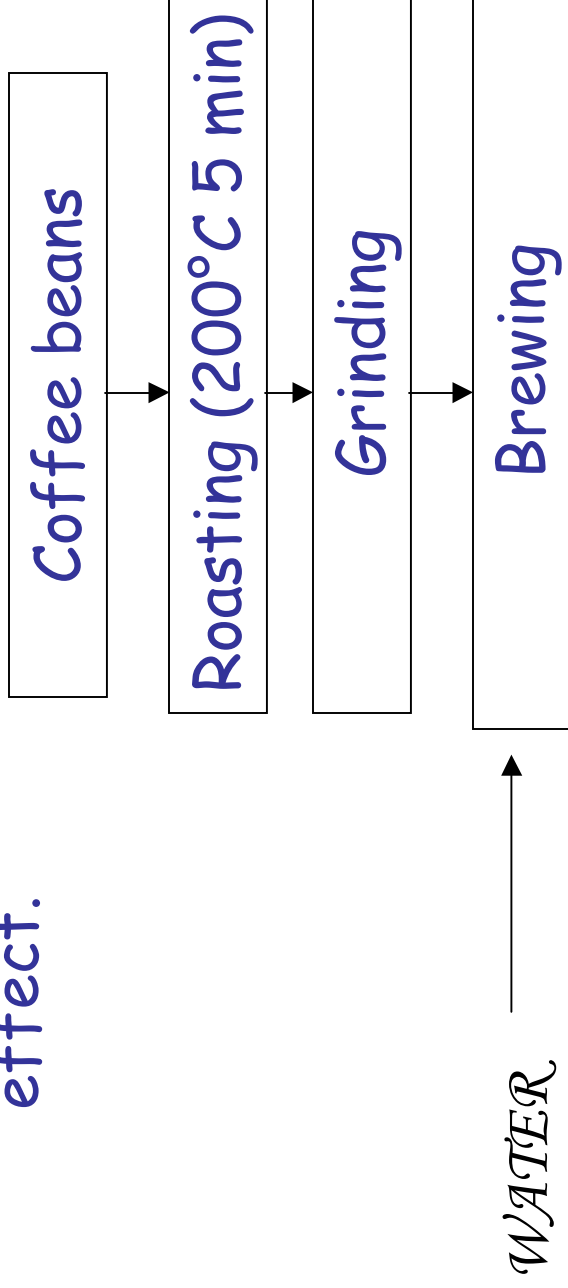 effect.
Coffee beans
Roasting (200°C 5 min)
Grinding
WATER
Brewing